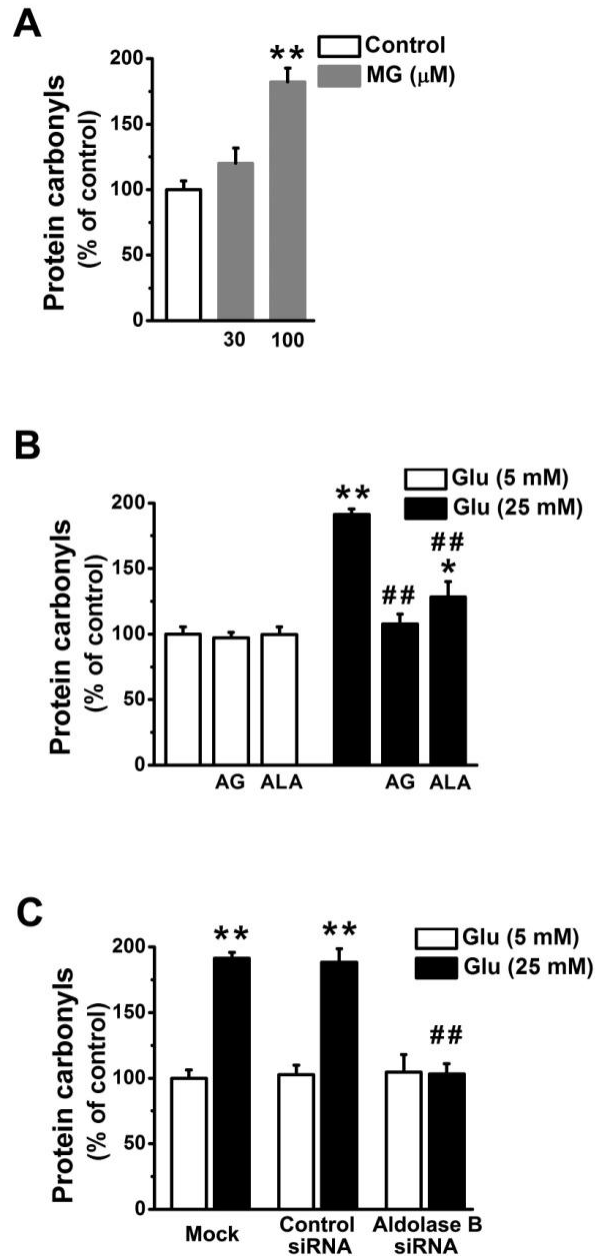 A
Control
MG (μM)
**
Protein carbonyls
(% of control)
200
150
100
50
0
30 100
B
Glu (5 mM)
Glu (25 mM)
**
##
##
*
Protein carbonyls
(% of control)
200
150
100
50
0
AG ALA AG ALA
C
Glu (5 mM)
Glu (25 mM)
** **
##
Protein carbonyls
(% of control)
200
150
100
50
0
Mock Control siRNA Aldolase B siRNA